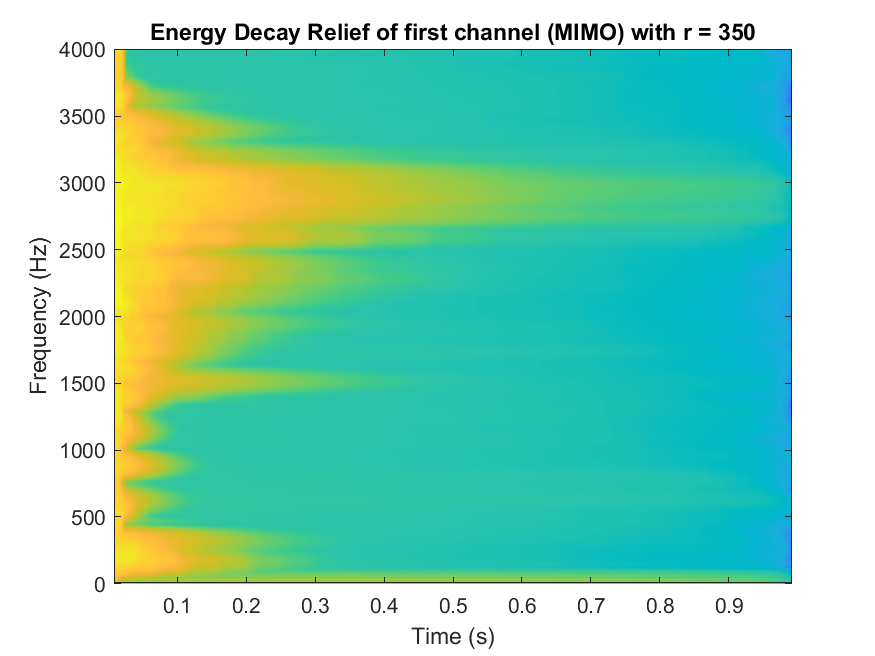 Energy Decay Relief of first channel (MIMO) with r = 350
4000
3500
3000
2500
2000
1500
1000
500
0
Frequency (Hz)
0.1 0.2 0.3 0.4 0.5 0.6 0.7 0.8 0.9
Time (s)